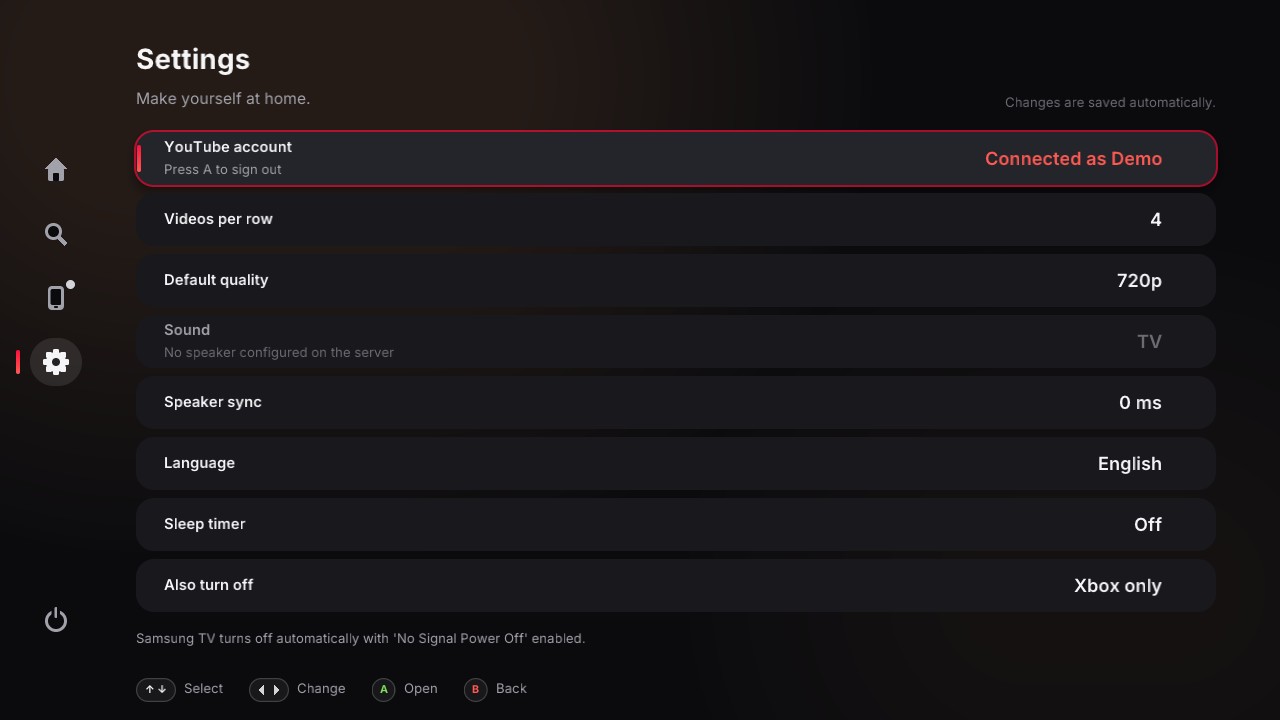 Settings
Make yourself at home.
Changes are saved automatically.
YouTube account
Press A to sign out
Connected as Demo
Videos per row
4
Default quality
720p
Sound
No speaker configured on the server
TV
Speaker sync
0 ms
Language
English
Sleep timer
Off
Also turn off
Xbox only
Samsung TV turns off automatically with 'No Signal Power Off' enabled.
↑↓ Select
Change
A Open
B Back